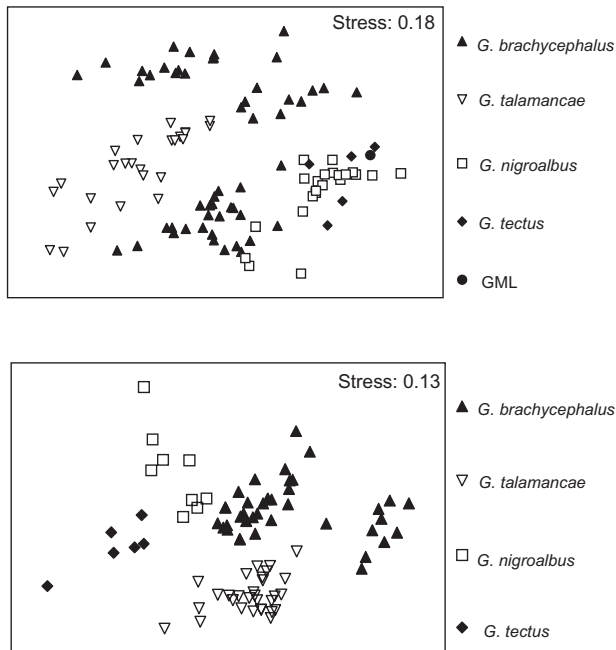 Stress: 0.18
G. brachycephalus
G. talamancae
G. nigroalbus
G. tectus
GML
Stress: 0.13
G. brachycephalus
G. talamancae
G. nigroalbus
G. tectus